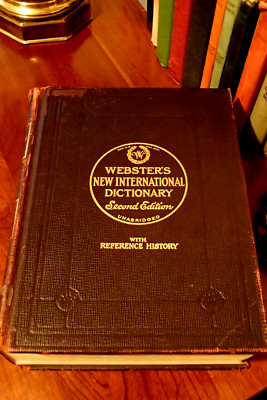 WEBSTER'S
NEW INTERNATIONAL
DICTIONARY
Second Edition
UNABRIDGED
WITH
REFERENCE HISTORY